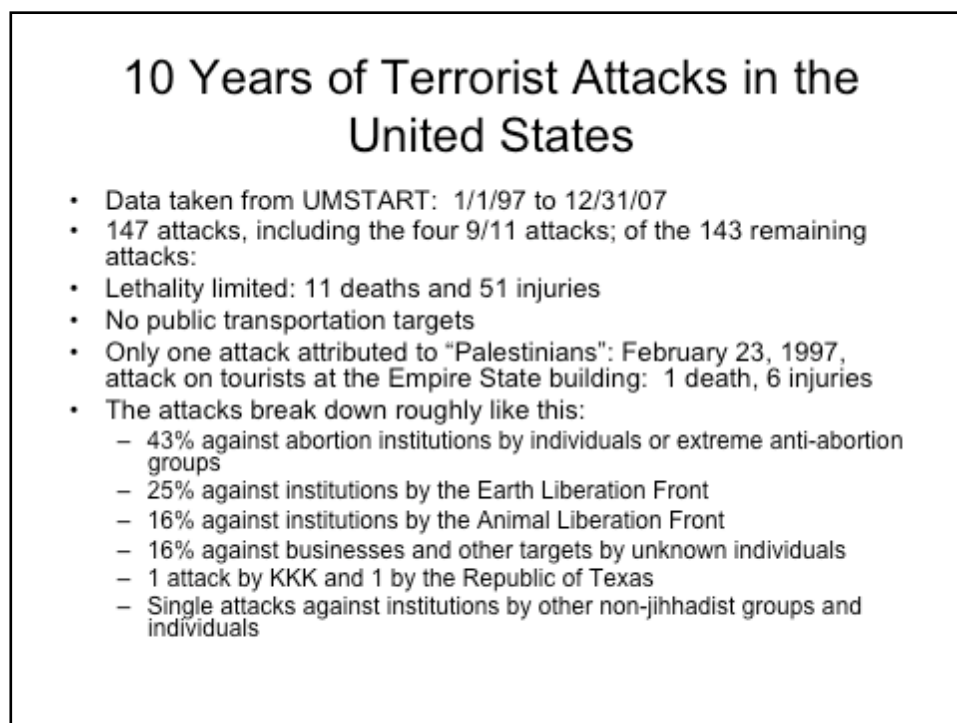 10 Years of Terrorist Attacks in the
United States
• Data taken from UMSTART: 1/1/97 to 12/31/07
• 147 attacks, including the four 9/11 attacks; of the 143 remaining
attacks:
• Lethality limited: 11 deaths and 51 injuries
• No public transportation targets
• Only one attack attributed to “Palestinians”: February 23, 1997,
attack on tourists at the Empire State building: 1 death, 6 injuries
• The attacks break down roughly like this:
– 43% against abortion institutions by individuals or extreme anti-abortion
groups
– 25% against institutions by the Earth Liberation Front
– 16% against institutions by the Animal Liberation Front
– 16% against businesses and other targets by unknown individuals
– 1 attack by KKK and 1 by the Republic of Texas
– Single attacks against institutions by other non-jihhadist groups and
individuals